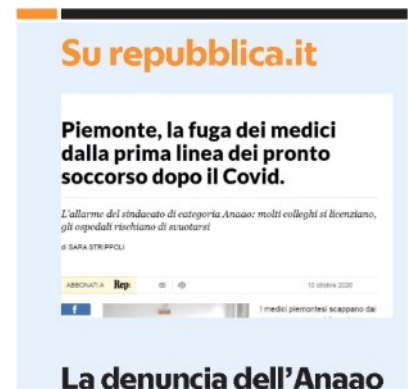 Su repubblica.it
Piemonte, la fuga dei medici
dalla prima linea dei pronto
soccorso dopo il Covid.
L'allarme del sindacato di categoria Anaao: molti colleghi si licenziano,
gli ospedali rischiano di svuotarsi
di SARA STRIPPOLI
ABBONATI A Rep:
10 ottobre 2020
f
I medici piemontesi scappano dai
La denuncia dell'Anaao